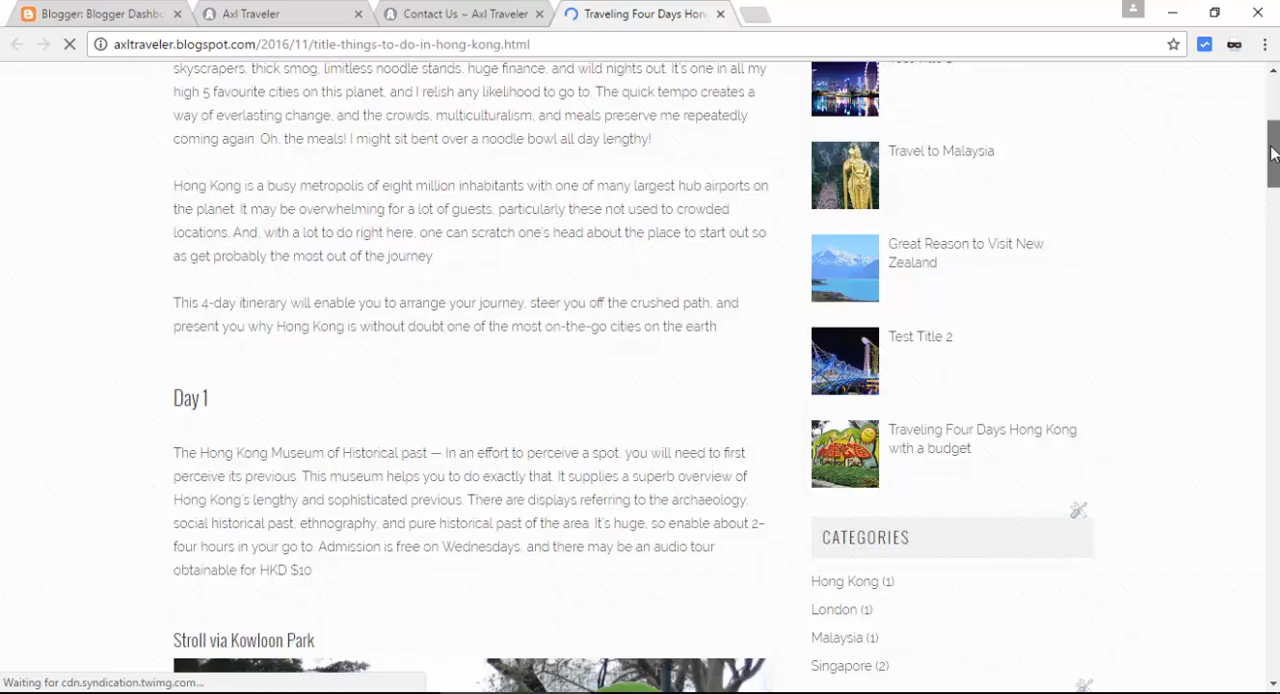 Blogger: Blogger Dashbo
Axl Traveler
Contact Us ~ Axl Traveler
Traveling Four Days Hon
axltraveler.blogspot.com/2016/11/title-things-to-do-in-hong-kong.html
skyscrapers, thick smog, limitless noodle stands, huge finance, and wild nights out. It's one in all my
high 5 favourite cities on this planet, and I relish any likelihood to go to. The quick tempo creates a
way of everlasting change, and the crowds, multiculturalism, and meals preserve me repeatedly
coming again. Oh, the meals! I might sit bent over a noodle bowl all day lengthy!
Hong Kong is a busy metropolis of eight million inhabitants with one of many largest hub airports on
the planet. It may be overwhelming for a lot of guests, particularly these not used to crowded
locations. And, with a lot to do right here, one can scratch one's head about the place to start out so
as get probably the most out of the journey.
This 4-day itinerary will enable you to arrange your journey, steer you off the crushed path, and
present you why Hong Kong is without doubt one of the most on-the-go cities on the earth
Day 1
The Hong Kong Museum of Historical past — In an effort to perceive a spot, you will need to first
perceive its previous. This museum helps you to do exactly that. It supplies a superb overview of
Hong Kong's lengthy and sophisticated previous. There are displays referring to the archaeology,
social historical past, ethnography, and pure historical past of the area. It's huge, so enable about 2–
four hours in your go to. Admission is free on Wednesdays, and there may be an audio tour
obtainable for HKD $10
Stroll via Kowloon Park
Travel to Malaysia
Great Reason to Visit New
Zealand
Test Title 2
Traveling Four Days Hong Kong
with a budget
CATEGORIES
Hong Kong (1)
London (1)
Malaysia (1)
Singapore (2)
Waiting for cdn.syndication.twimg.com...